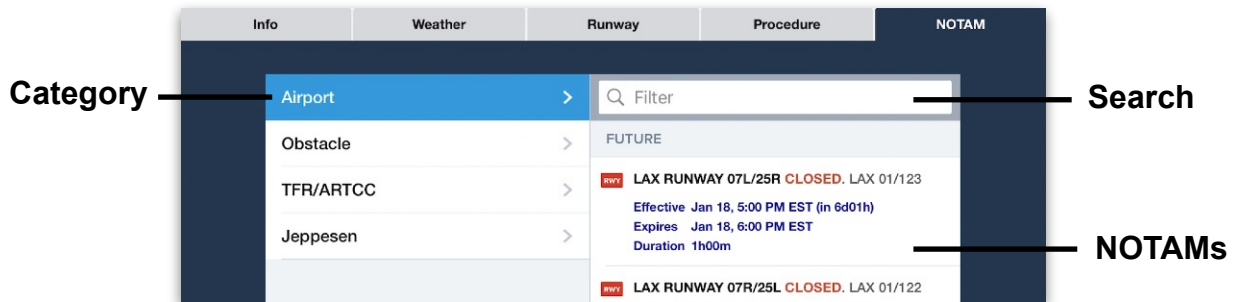 Info Weather Runway Procedure NOTAM
Category
Airport
Obstacle
TFR/ARTCC
Jeppesen
Filter
Search
FUTURE
RWY LAX RUNWAY 07L/25R CLOSED. LAX 01/123
Effective Jan 18, 5:00 PM EST (in 6d01h)
Expires Jan 18, 6:00 PM EST
Duration 1h00m
NOTAMs
RWY LAX RUNWAY 07R/25L CLOSED. LAX 01/122